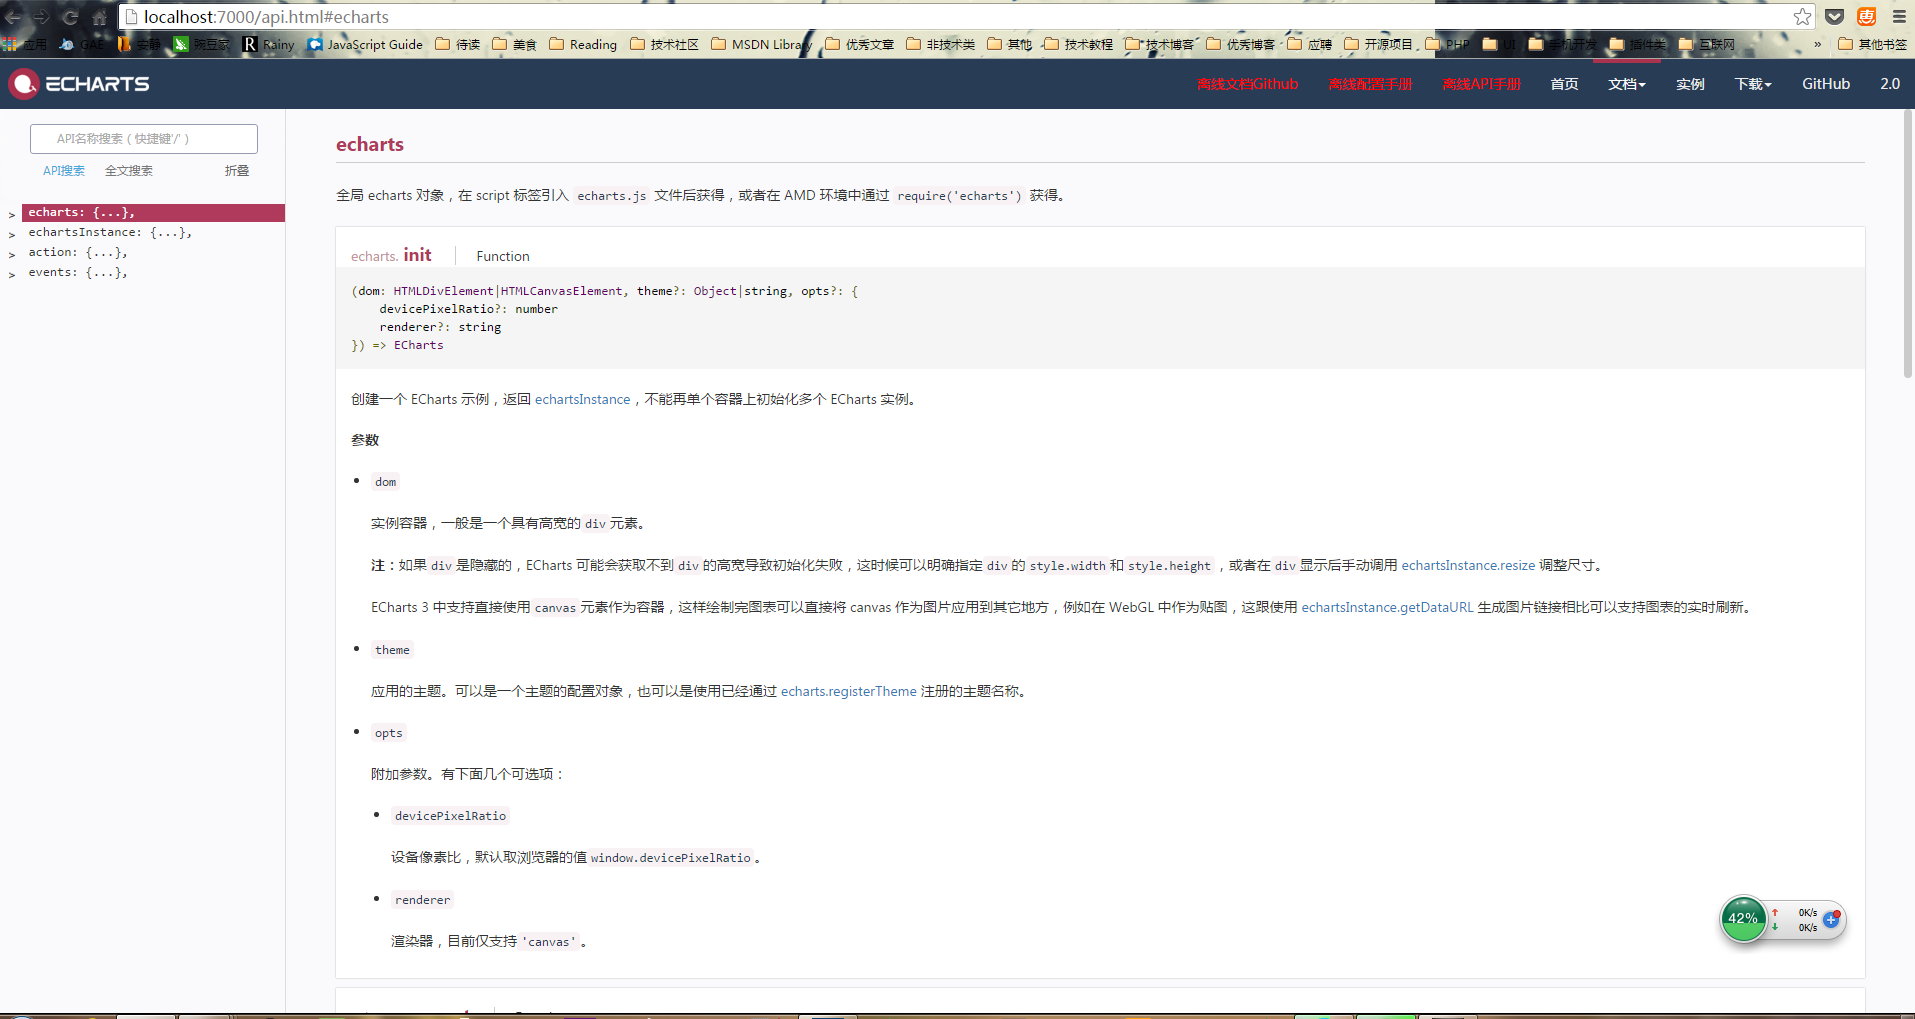 localhost:7000/api.html#echarts
应用 GAE 安静 豌豆荚 Rainy JavaScript Guide 待读 美食 Reading 技术社区 MSDN Library 优秀文章 非技术类 其他 技术教程 技术博客 优秀博客 应聘 开源项目 PHP UI 手机开发 插件类 互联网 » 其他书签
ECHARTS 离线文档Github 离线配置手册 离线API手册 首页 文档 实例 下载 GitHub 2.0
API名称搜索（快捷键'/'）
API搜索 全文搜索 折叠
> echarts: {...},
> echartsInstance: {...},
> action: {...},
> events: {...},
echarts
全局 echarts 对象，在 script 标签引入 echarts.js 文件后获得，或者在 AMD 环境中通过 require('echarts') 获得。
echarts. init Function
(dom: HTMLDivElement|HTMLCanvasElement, theme?: Object|string, opts?: {
devicePixelRatio?: number
renderer?: string
}) => ECharts
创建一个 ECharts 示例，返回 echartsInstance，不能再单个容器上初始化多个 ECharts 实例。
参数
dom
实例容器，一般是一个具有高宽的 div 元素。
注：如果 div 是隐藏的，ECharts 可能会获取不到 div 的高宽导致初始化失败，这时候可以明确指定 div 的 style.width 和 style.height，或者在 div 显示后手动调用 echartsInstance.resize 调整尺寸。
ECharts 3 中支持直接使用 canvas 元素作为容器，这样绘制完图表可以直接将 canvas 作为图片应用到其它地方，例如在 WebGL 中作为贴图，这跟使用 echartsInstance.getDataURL 生成图片链接相比可以支持图表的实时刷新。
theme
应用的主题。可以是一个主题的配置对象，也可以是使用已经通过 echarts.registerTheme 注册的主题名称。
opts
附加参数。有下面几个可选项：
devicePixelRatio
设备像素比，默认取浏览器的值 window.devicePixelRatio。
renderer
渲染器，目前仅支持 'canvas'。
42% 0K/s
0K/s